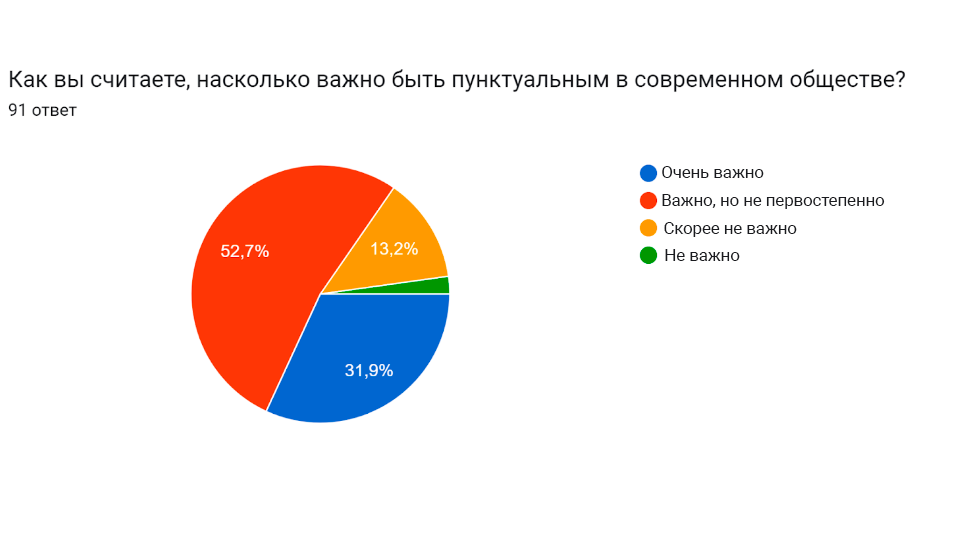 Как вы считаете, насколько важно быть пунктуальным в современном обществе?
91 ответ
Очень важно
Важно, но не первостепенно
Скорее не важно
Не важно
52,7%
13,2%
31,9%